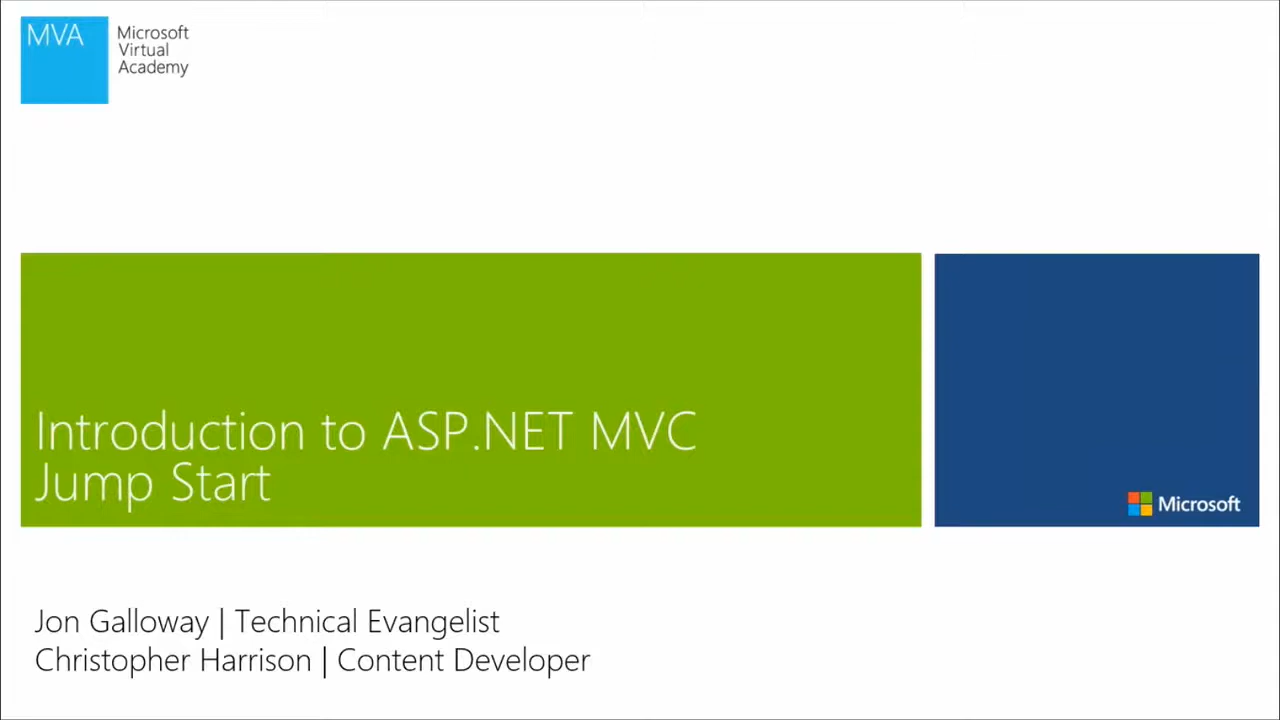 MVA
Microsoft
Virtual
Academy
Introduction to ASP.NET MVC
Jump Start
Microsoft
Jon Galloway | Technical Evangelist
Christopher Harrison | Content Developer